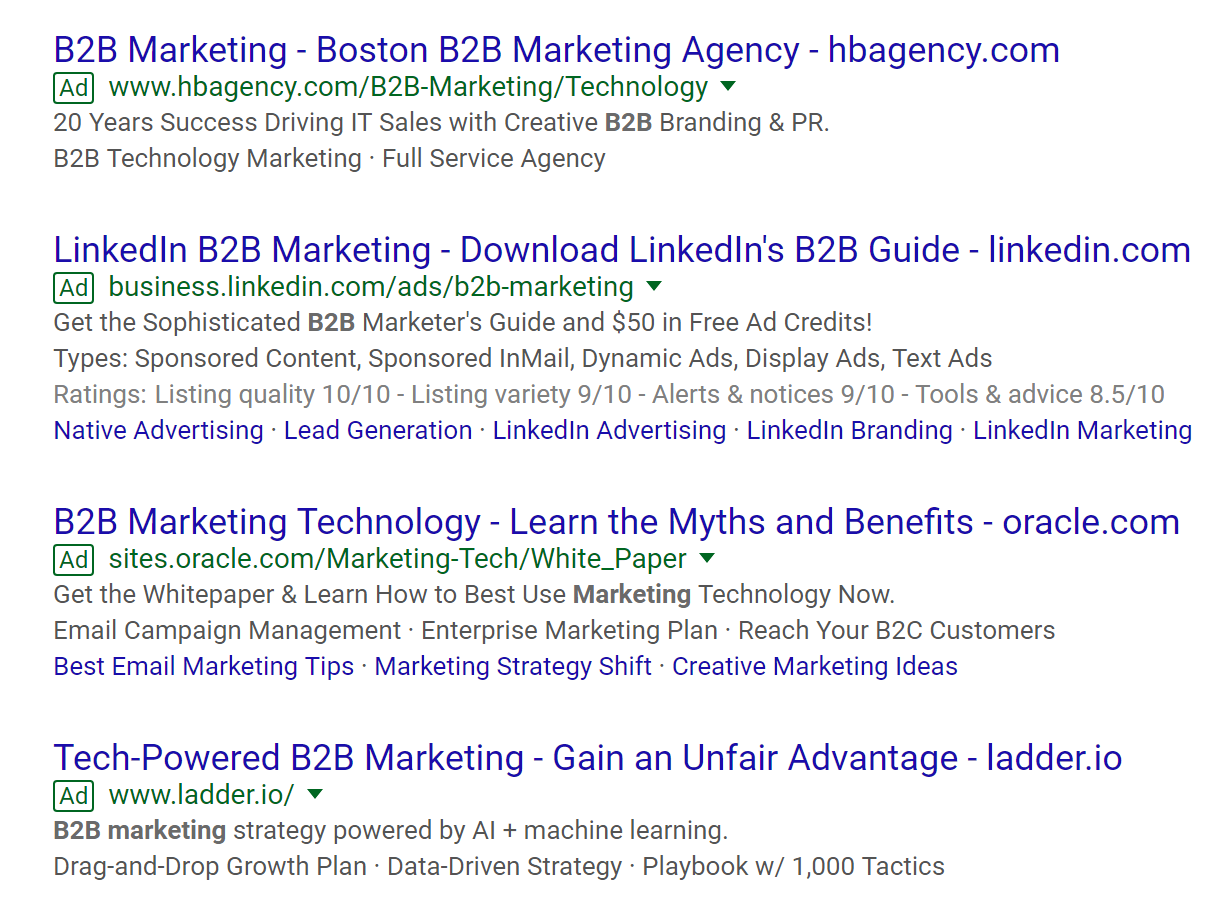 B2B Marketing - Boston B2B Marketing Agency - hbagency.com
Ad www.hbagency.com/B2B-Marketing/Technology
20 Years Success Driving IT Sales with Creative B2B Branding & PR.
B2B Technology Marketing · Full Service Agency
LinkedIn B2B Marketing - Download LinkedIn's B2B Guide - linkedin.com
Ad business.linkedin.com/ads/b2b-marketing
Get the Sophisticated B2B Marketer's Guide and $50 in Free Ad Credits!
Types: Sponsored Content, Sponsored InMail, Dynamic Ads, Display Ads, Text Ads
Ratings: Listing quality 10/10 - Listing variety 9/10 - Alerts & notices 9/10 - Tools & advice 8.5/10
Native Advertising · Lead Generation · LinkedIn Advertising · LinkedIn Branding · LinkedIn Marketing
B2B Marketing Technology - Learn the Myths and Benefits - oracle.com
Ad sites.oracle.com/Marketing-Tech/White_Paper
Get the Whitepaper & Learn How to Best Use Marketing Technology Now.
Email Campaign Management · Enterprise Marketing Plan · Reach Your B2C Customers
Best Email Marketing Tips · Marketing Strategy Shift · Creative Marketing Ideas
Tech-Powered B2B Marketing - Gain an Unfair Advantage - ladder.io
Ad www.ladder.io/
B2B marketing strategy powered by AI + machine learning.
Drag-and-Drop Growth Plan · Data-Driven Strategy · Playbook w/ 1,000 Tactics